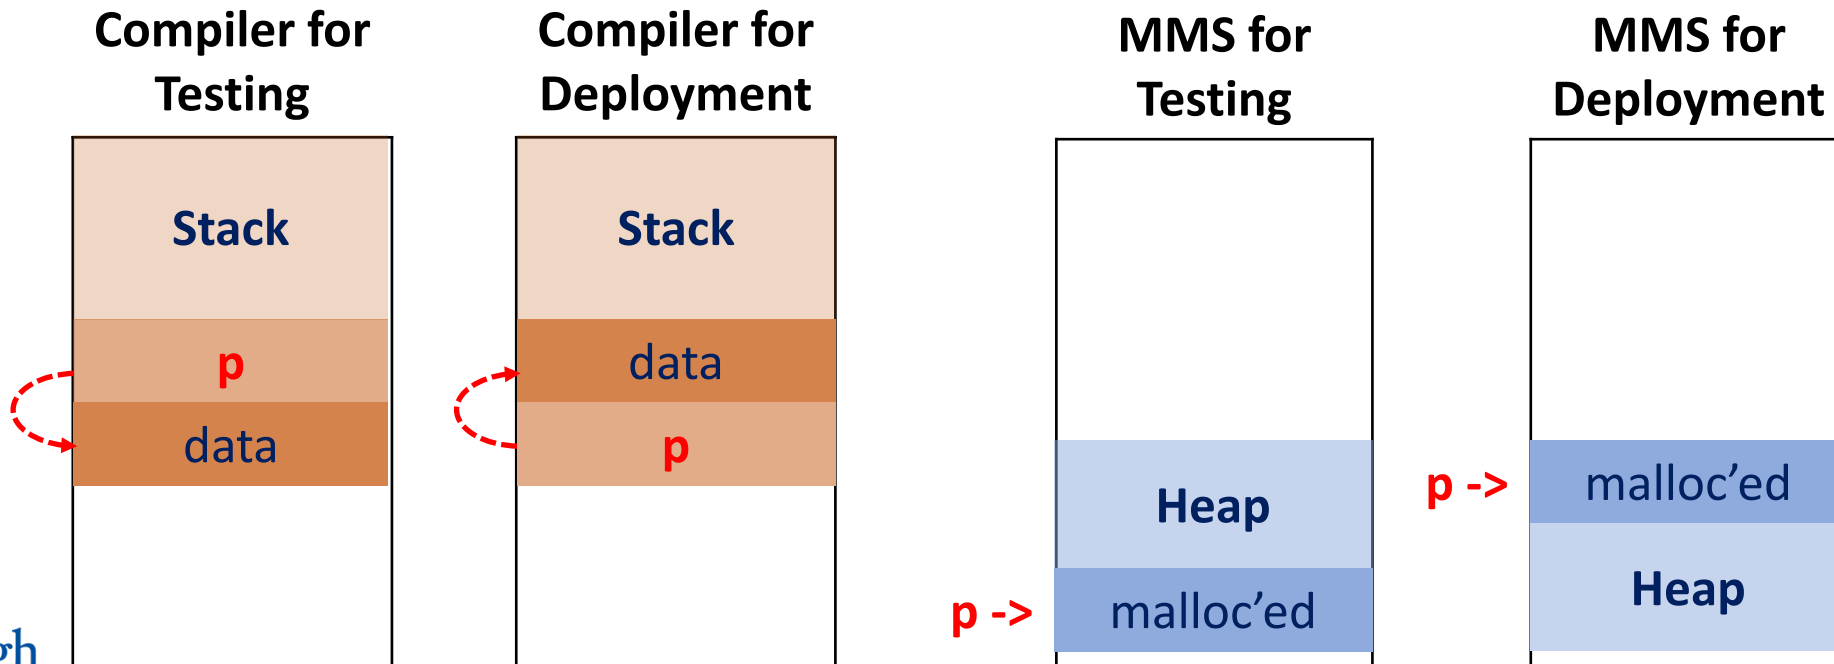 Compiler for
Testing
Compiler for
Deployment
MMS for
Testing
MMS for
Deployment
Stack
p
data
Stack
data
p
Heap
p -> malloc’ed
p -> malloc’ed
Heap
gh